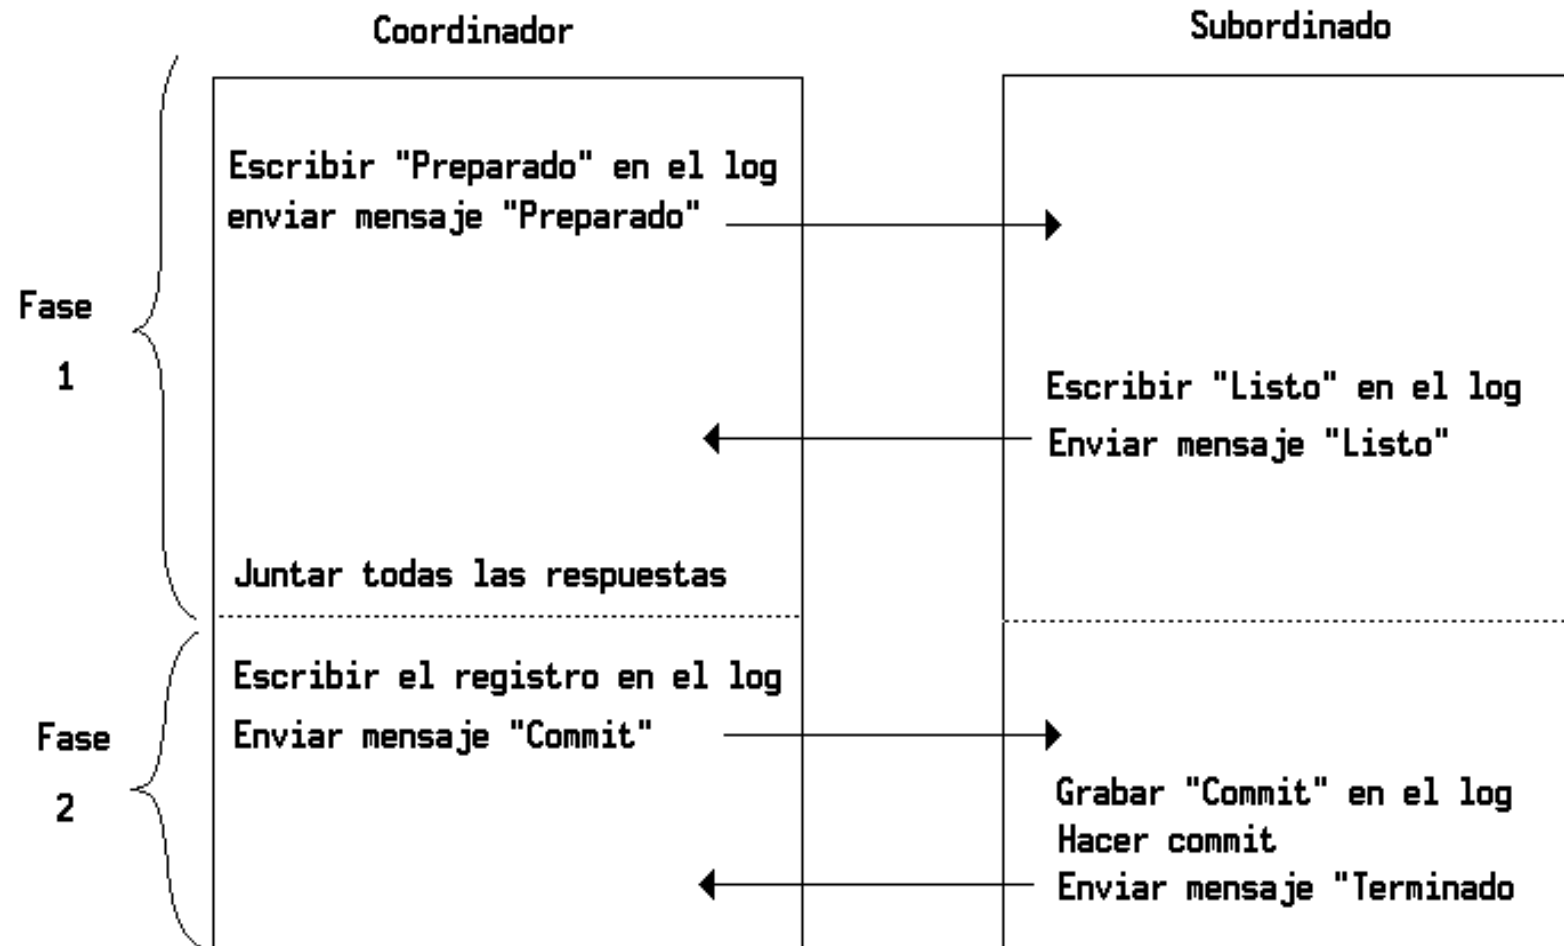 Coordinador
Subordinado
Escribir "Preparado" en el log
enviar mensaje "Preparado"
Fase
1
Escribir "Listo" en el log
Enviar mensaje "Listo"
Juntar todas las respuestas
Escribir el registro en el log
Enviar mensaje "Commit"
Fase
2
Grabar "Commit" en el log
Hacer commit
Enviar mensaje "Terminado